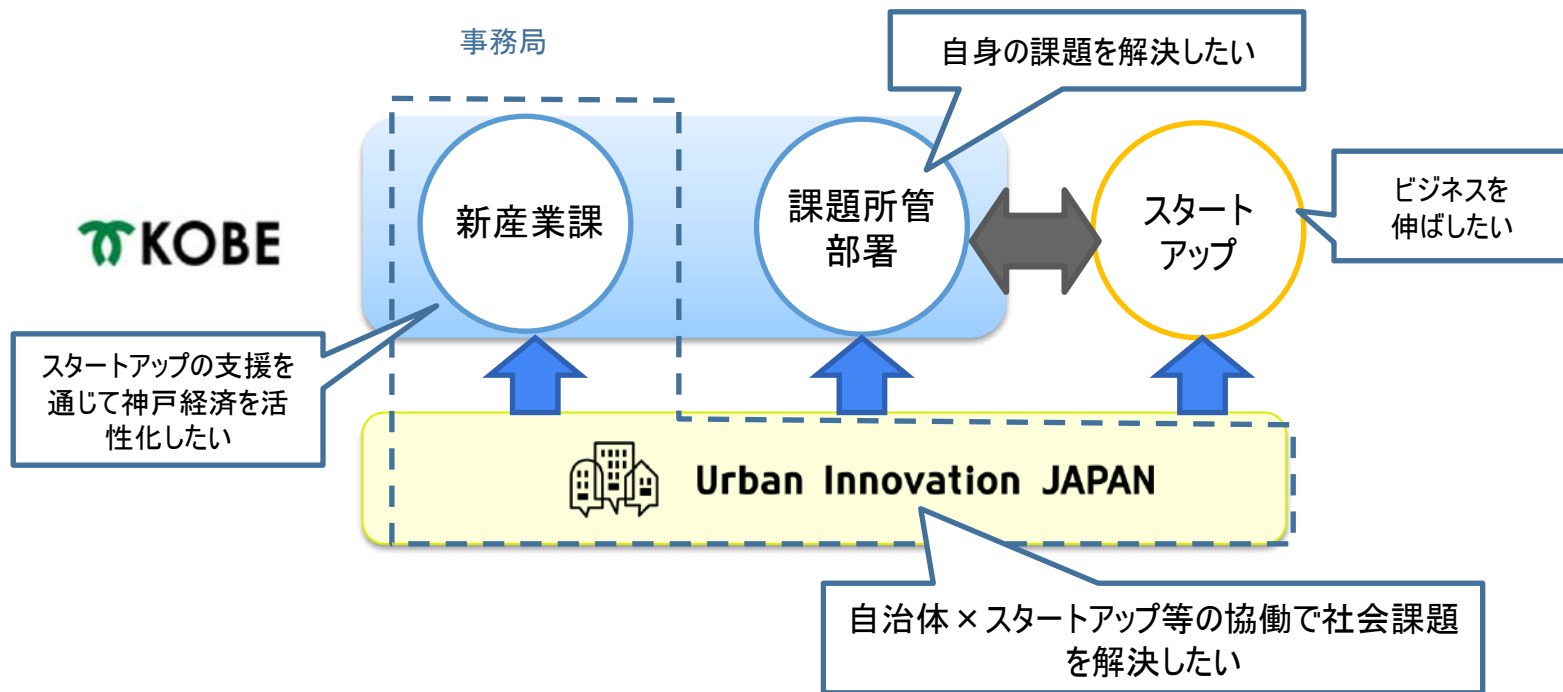 事務局
自身の課題を解決したい
KOBE
新産業課
課題所管
部署
スタート
アップ
ビジネスを
伸ばしたい
スタートアップの支援を
通じて神戸経済を活
性化したい
Urban Innovation JAPAN
自治体×スタートアップ等の協働で社会課題
を解決したい